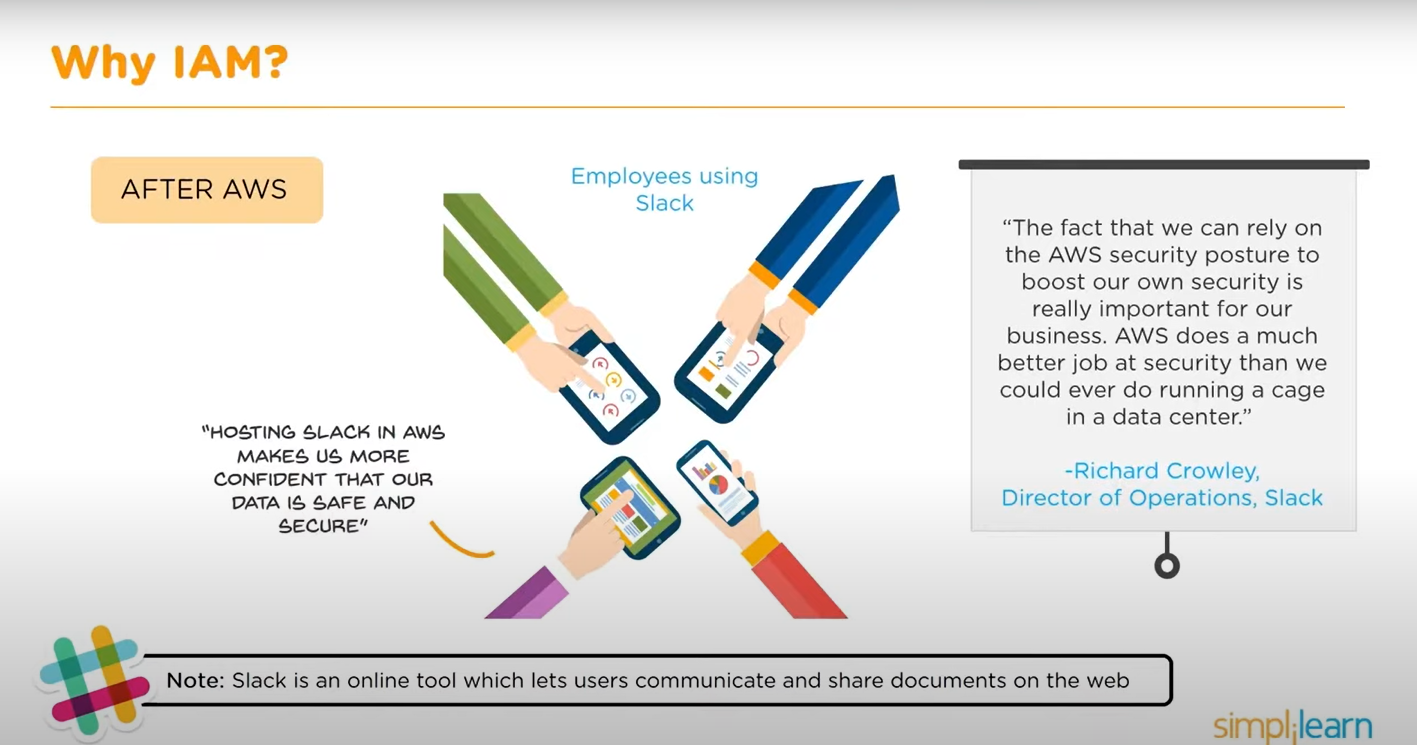 Why IAM?
AFTER AWS
Employees using
Slack
"HOSTING SLACK IN AWS
MAKES US MORE
CONFIDENT THAT OUR
DATA IS SAFE AND
SECURE"
“The fact that we can rely on
the AWS security posture to
boost our own security is
really important for our
business. AWS does a much
better job at security than we
could ever do running a cage
in a data center.”
-Richard Crowley,
Director of Operations, Slack
Note: Slack is an online tool which lets users communicate and share documents on the web
simplilearn